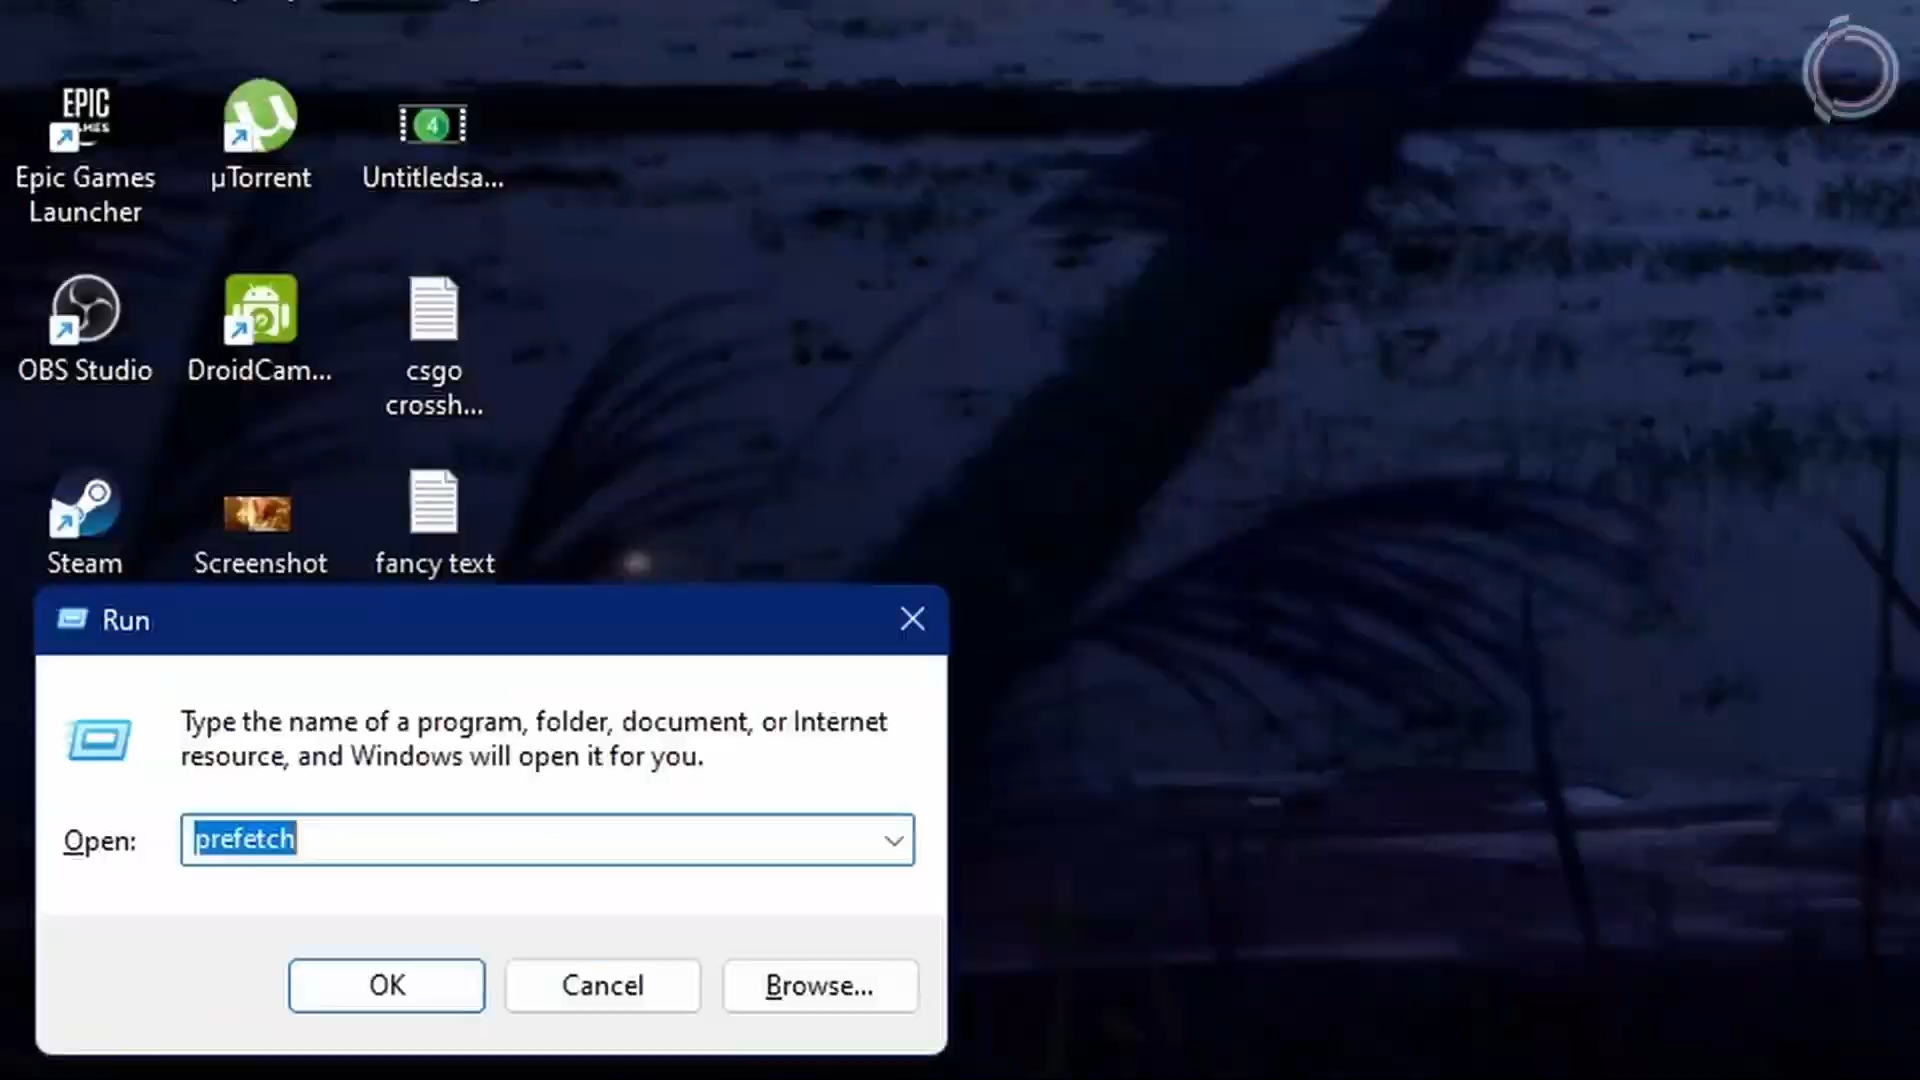 EPIC
GAMES
Epic Games
Launcher
µTorrent
4
Untitledsa...
OBS Studio
DroidCam...
csgo
crossh...
Steam
Screenshot
fancy text
Run
Type the name of a program, folder, document, or Internet
resource, and Windows will open it for you.
Open:
prefetch
OK
Cancel
Browse...